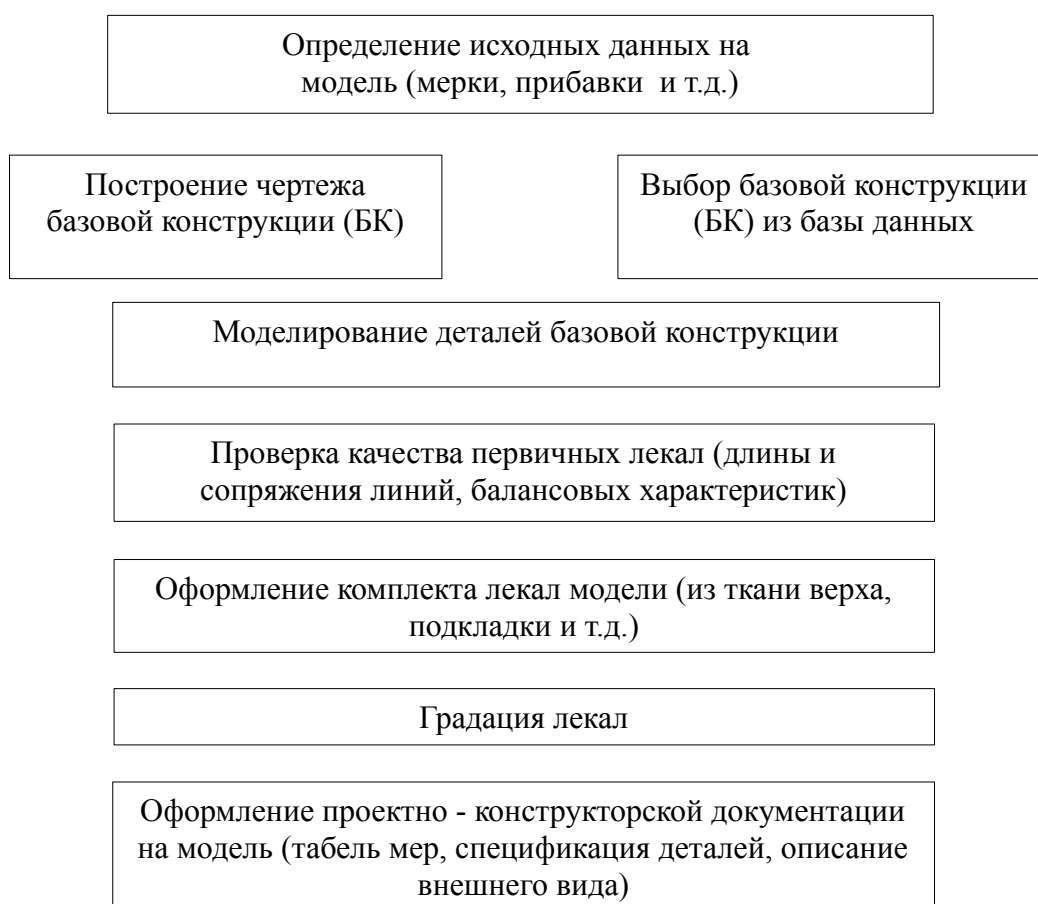 Определение исходных данных на
модель (мерки, прибавки и т.д.)
Построение чертежа
базовой конструкции (БК)
Выбор базовой конструкции
(БК) из базы данных
Моделирование деталей базовой конструкции
Проверка качества первичных лекал (длины и
сопряжения линий, балансовых характеристик)
Оформление комплекта лекал модели (из ткани верха,
подкладки и т.д.)
Градация лекал
Оформление проектно - конструкторской документации
на модель (табель мер, спецификация деталей, описание
внешнего вида)